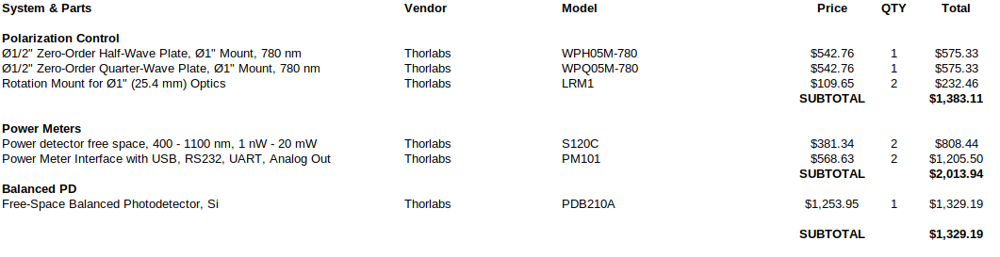 System & Parts Vendor Model Price QTY Total
Polarization Control
Ø1/2" Zero-Order Half-Wave Plate, Ø1" Mount, 780 nm Thorlabs WPH05M-780 $542.76 1 $575.33
Ø1/2" Zero-Order Quarter-Wave Plate, Ø1" Mount, 780 nm Thorlabs WPQ05M-780 $542.76 1 $575.33
Rotation Mount for Ø1" (25.4 mm) Optics Thorlabs LRM1 $109.65 2 $232.46
SUBTOTAL $1,383.11
Power Meters
Power detector free space, 400 - 1100 nm, 1 nW - 20 mW Thorlabs S120C $381.34 2 $808.44
Power Meter Interface with USB, RS232, UART, Analog Out Thorlabs PM101 $568.63 2 $1,205.50
SUBTOTAL $2,013.94
Balanced PD
Free-Space Balanced Photodetector, Si Thorlabs PDB210A $1,253.95 1 $1,329.19
SUBTOTAL $1,329.19